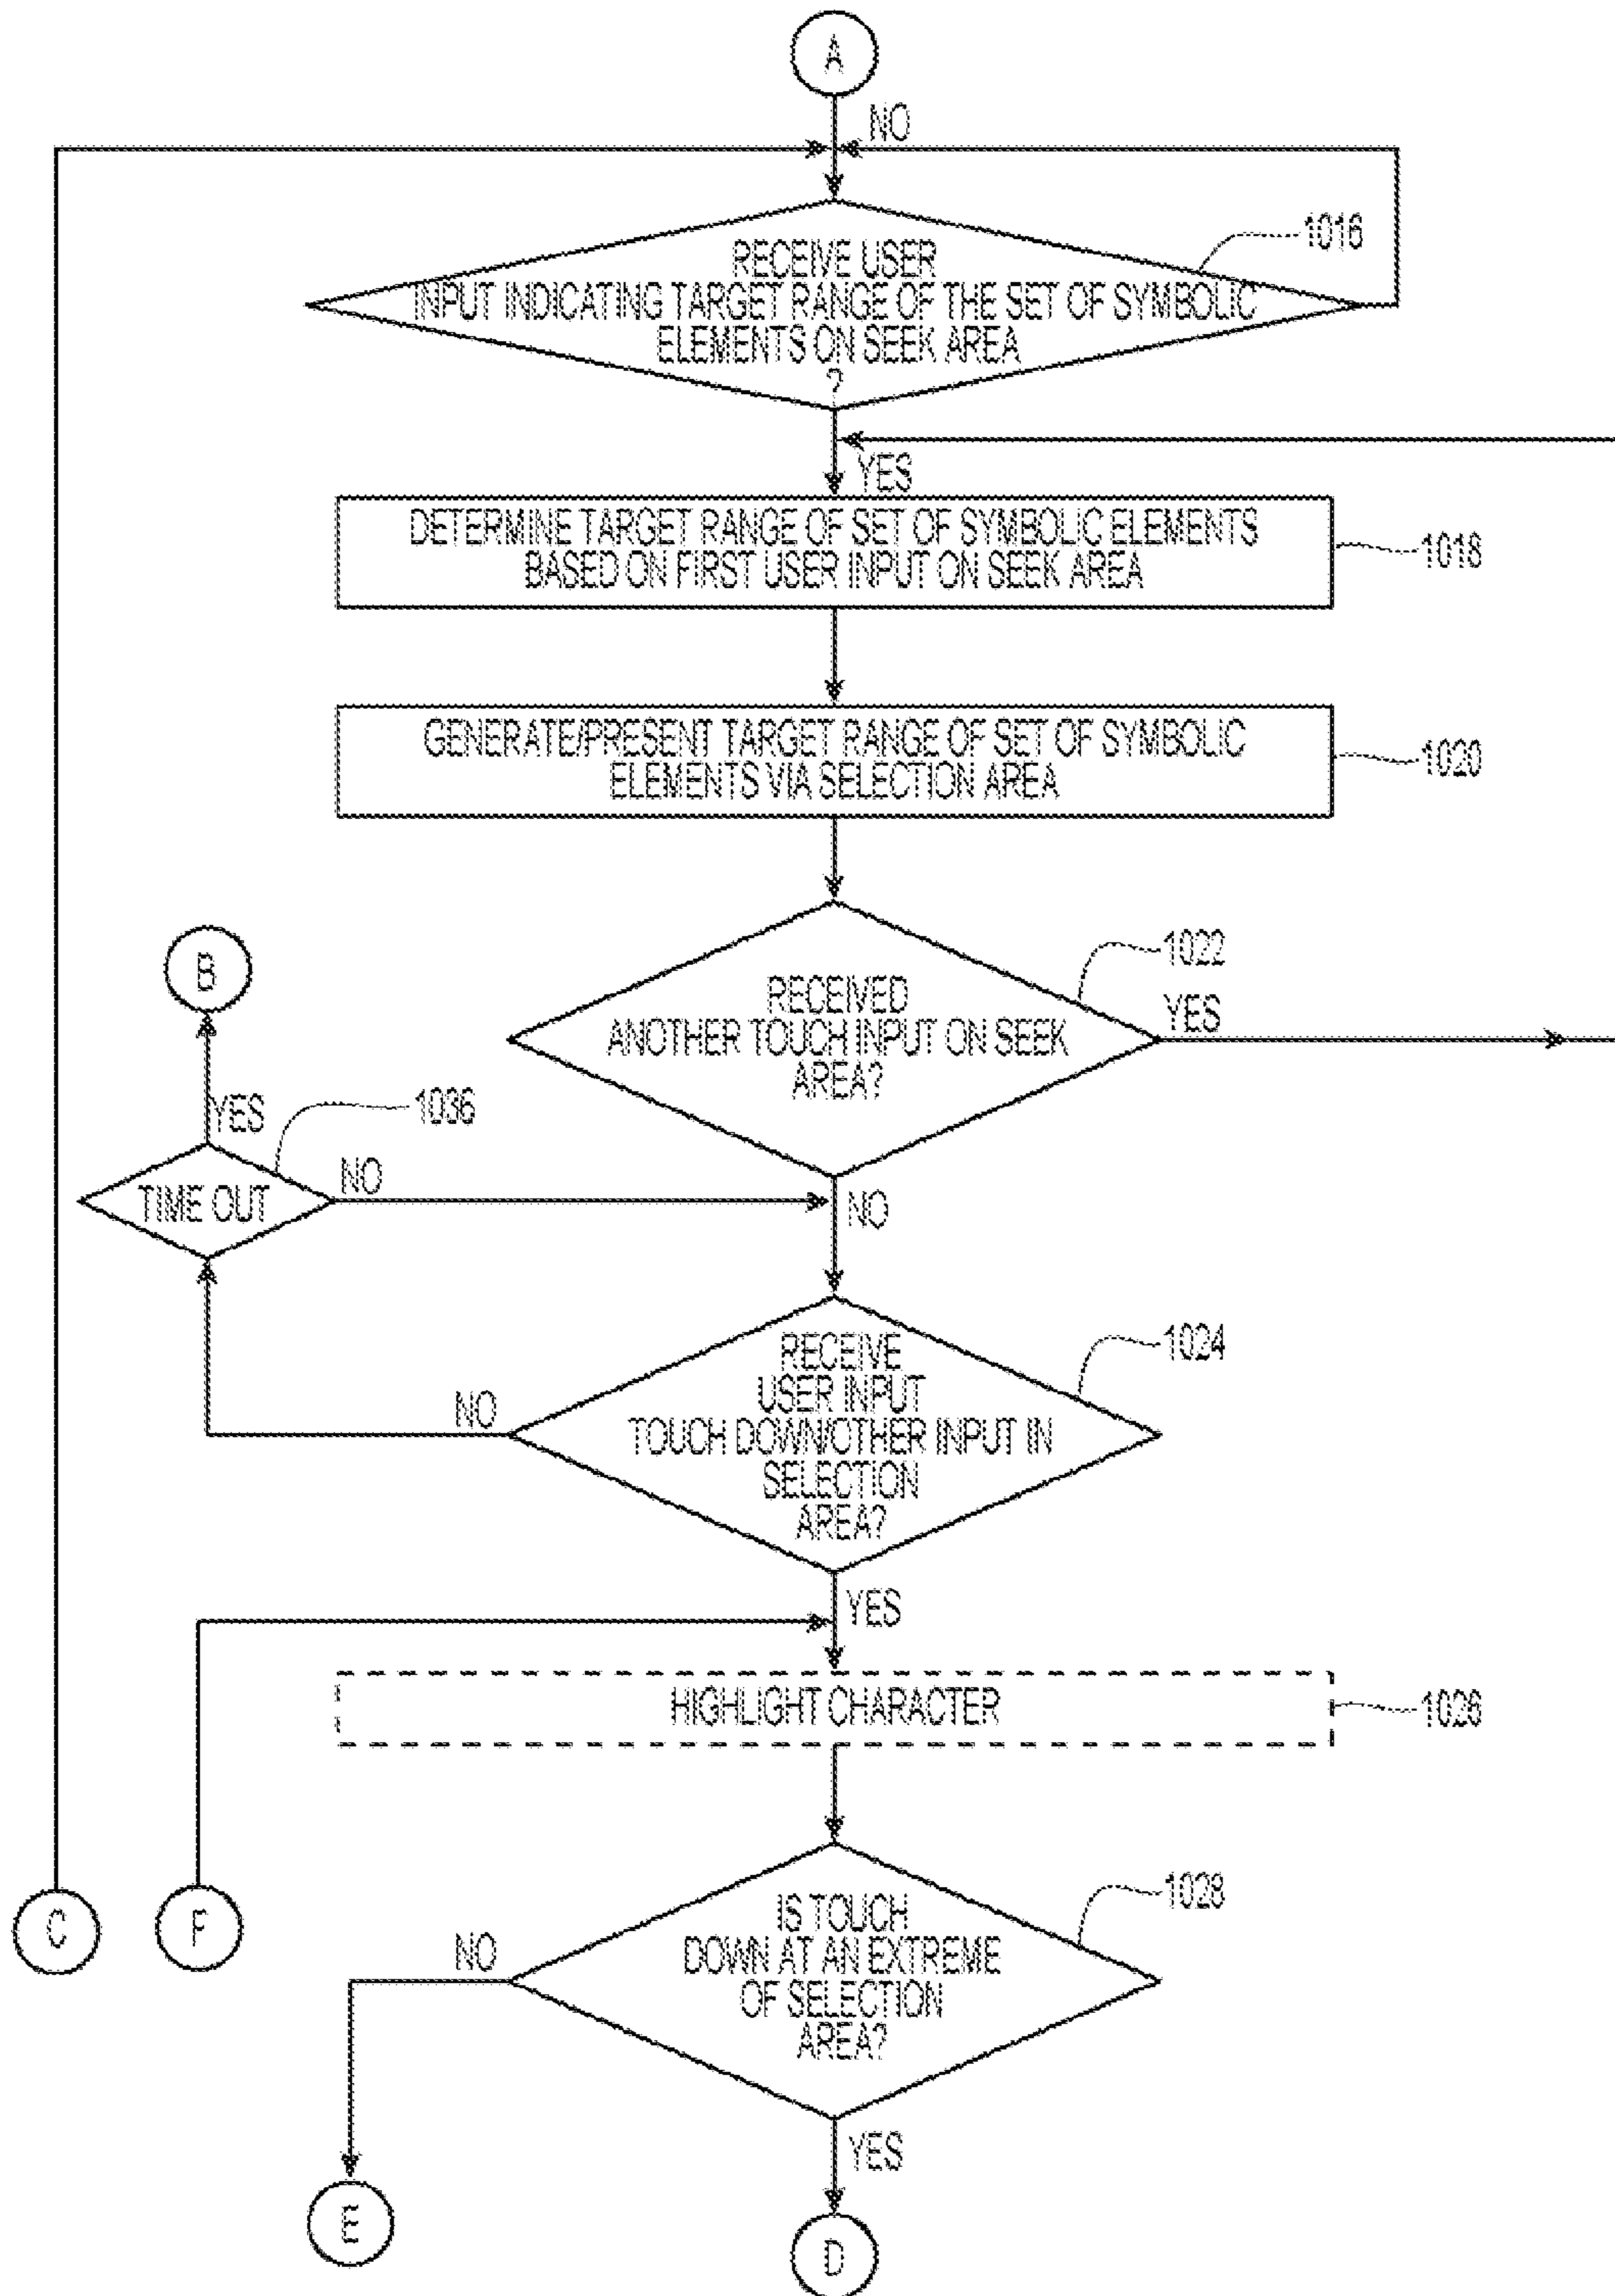 A
NO
1016
RECEIVE USER
INPUT INDICATING TARGET RANGE OF THE SET OF SYMBOLIC
ELEMENTS ON SEEK AREA
?
YES
DETERMINE TARGET RANGE OF SET OF SYMBOLIC ELEMENTS
BASED ON FIRST USER INPUT ON SEEK AREA
1018
GENERATE/PRESENT TARGET RANGE OF SET OF SYMBOLIC
ELEMENTS VIA SELECTION AREA
1020
B
1022
RECEIVED
ANOTHER TOUCH INPUT ON SEEK
AREA?
YES
YES
1036
TIME OUT
NO
NO
1024
RECEIVE
USER INPUT
TOUCH DOWN/OTHER INPUT IN
SELECTION
AREA?
NO
YES
HIGHLIGHT CHARACTER
1026
C
F
1028
IS TOUCH
DOWN AT AN EXTREME
OF SELECTION
AREA?
NO
YES
E
D